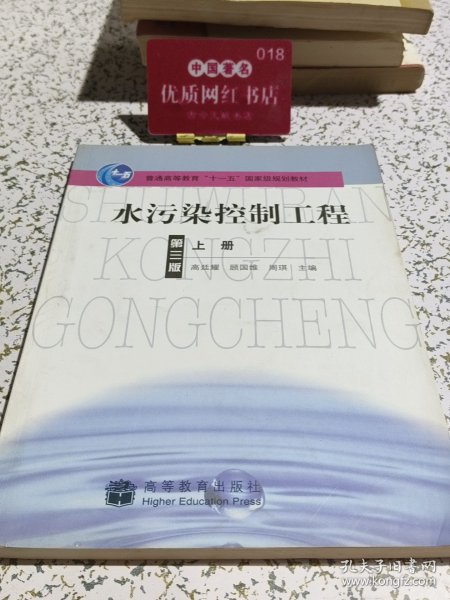 018
中国著名
优质网红书店
十一五
普通高等教育“十一五”国家级规划教材
水污染控制工程
第三版
上册
高廷耀 顾国维 周琪 主编
KONGZHI
GONGCHENG
高等教育出版社
Higher Education Press
孔夫子旧书网
www.kongfz.com